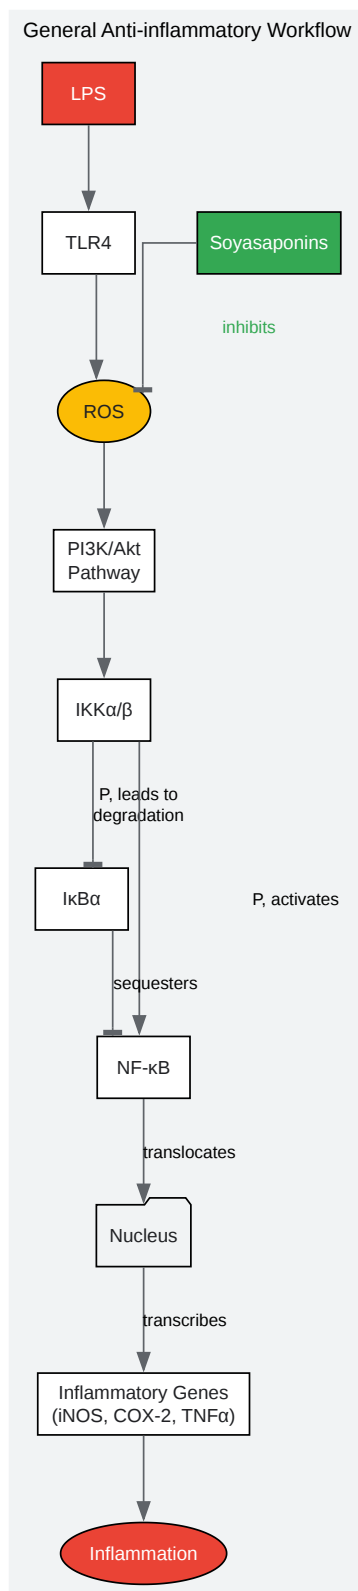 General Anti-inflammatory Workflow
LPS
TLR4
Soyasaponins
inhibits
ROS
PI3K/Akt
Pathway
IKKα/β
P, leads to
degradation
IκBα
P, activates
sequesters
NF-κB
translocates
Nucleus
transcribes
Inflammatory Genes
(iNOS, COX-2, TNFα)
Inflammation